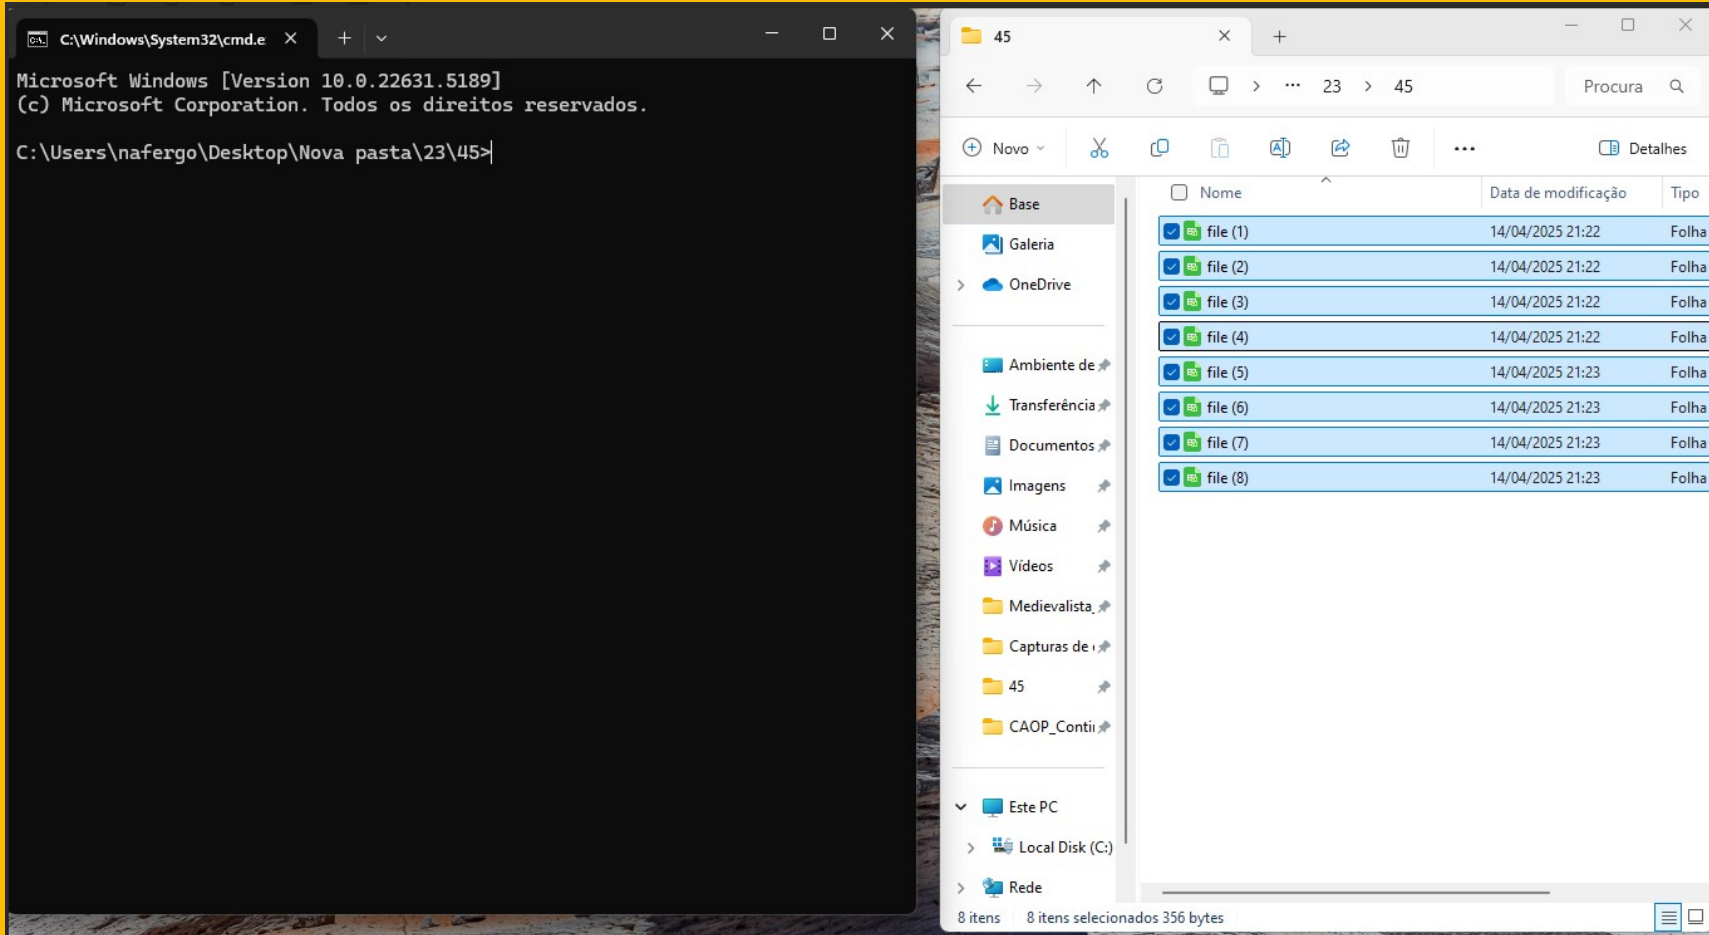 C:\Windows\System32\cmd.e
Microsoft Windows [Version 10.0.22631.5189]
(c) Microsoft Corporation. Todos os direitos reservados.
C:\Users\nafergo\Desktop\Nova pasta\23\45>
45
23
45
Procura
Novo
Detalhes
Nome
Data de modificação
Tipo
Base
Galeria
OneDrive
Ambiente de
Transferência
Documentos
Imagens
Música
Vídeos
Medievalista_
Capturas de
45
CAOP_Conti
Este PC
Local Disk (C:)
Rede
file (1) 14/04/2025 21:22 Folha
file (2) 14/04/2025 21:22 Folha
file (3) 14/04/2025 21:22 Folha
file (4) 14/04/2025 21:22 Folha
file (5) 14/04/2025 21:23 Folha
file (6) 14/04/2025 21:23 Folha
file (7) 14/04/2025 21:23 Folha
file (8) 14/04/2025 21:23 Folha
8 itens
8 itens selecionados 356 bytes